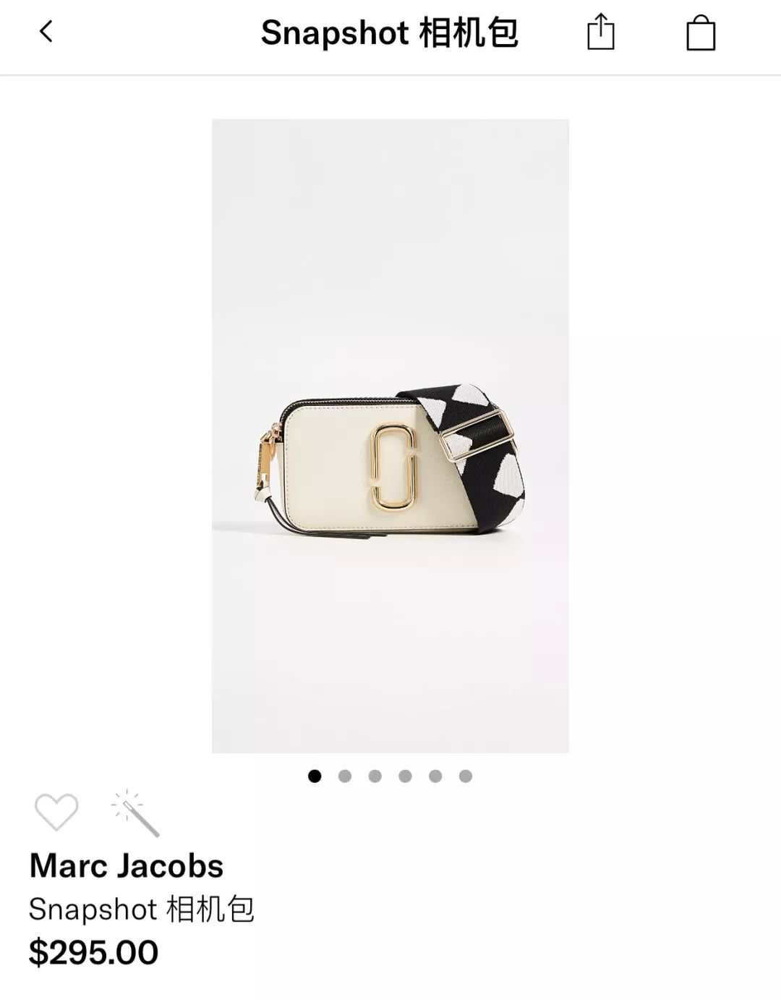 Snapshot 相机包
Marc Jacobs
Snapshot 相机包
$295.00